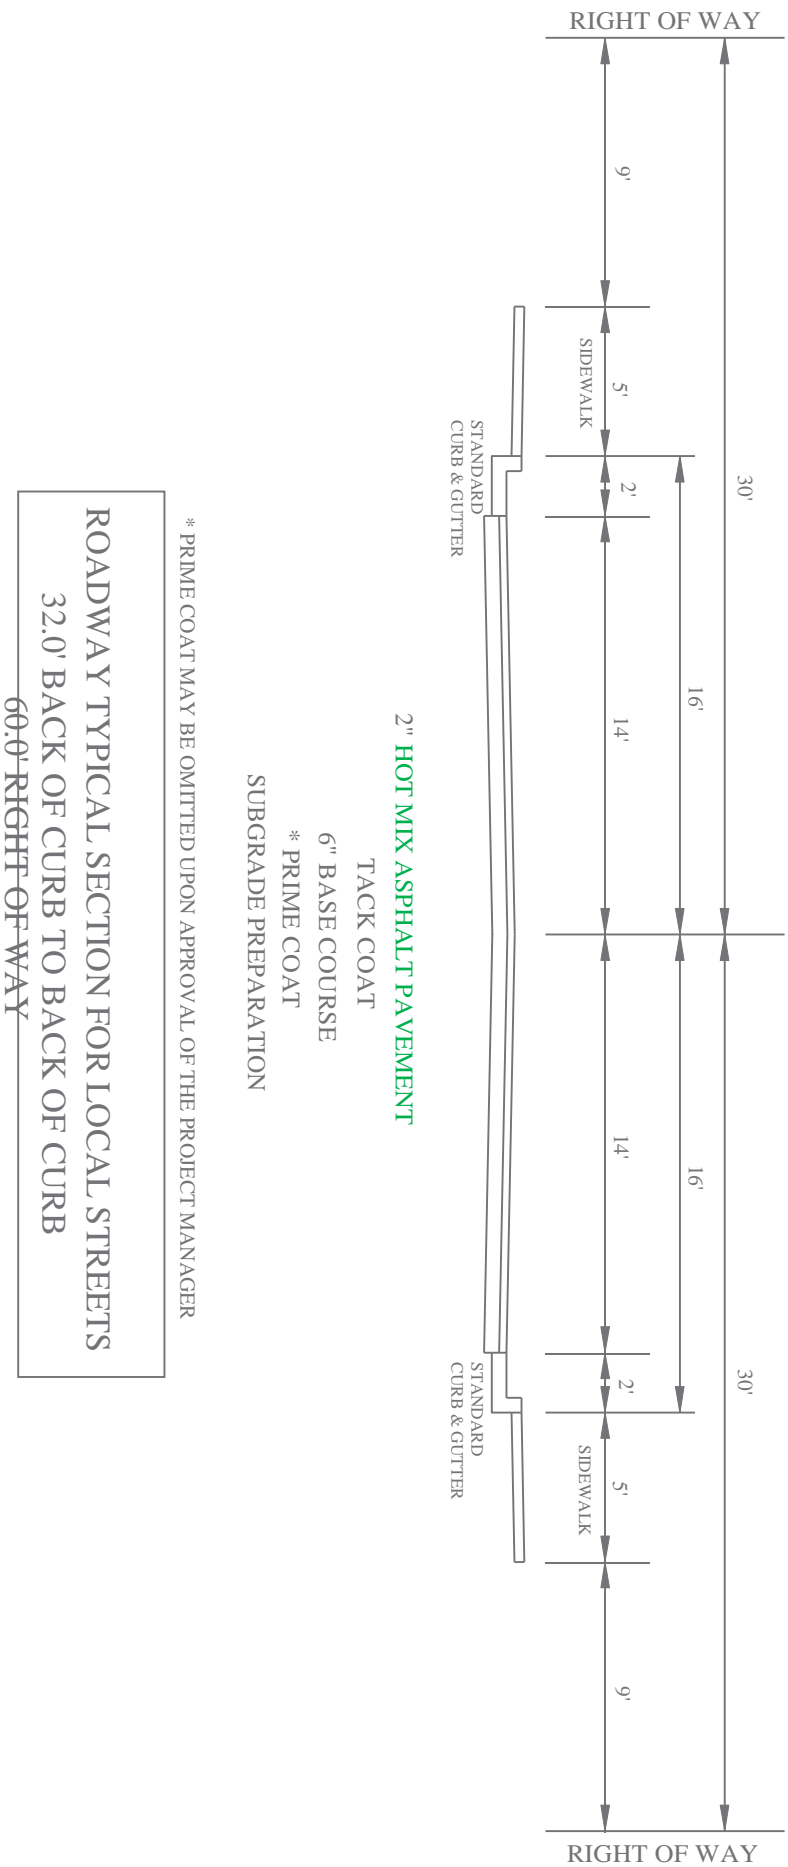 RIGHT OF WAY
30'
30'
16'
16'
9'
5'
2'
14'
14'
2'
5'
9'
SIDEWALK
SIDEWALK
STANDARD
CURB & GUTTER
STANDARD
CURB & GUTTER
2" HOT MIX ASPHALT PAVEMENT
TACK COAT
6" BASE COURSE
* PRIME COAT
SUBGRADE PREPARATION
* PRIME COAT MAY BE OMITTED UPON APPROVAL OF THE PROJECT MANAGER
ROADWAY TYPICAL SECTION FOR LOCAL STREETS
32.0' BACK OF CURB TO BACK OF CURB
60.0' RIGHT OF WAY
RIGHT OF WAY